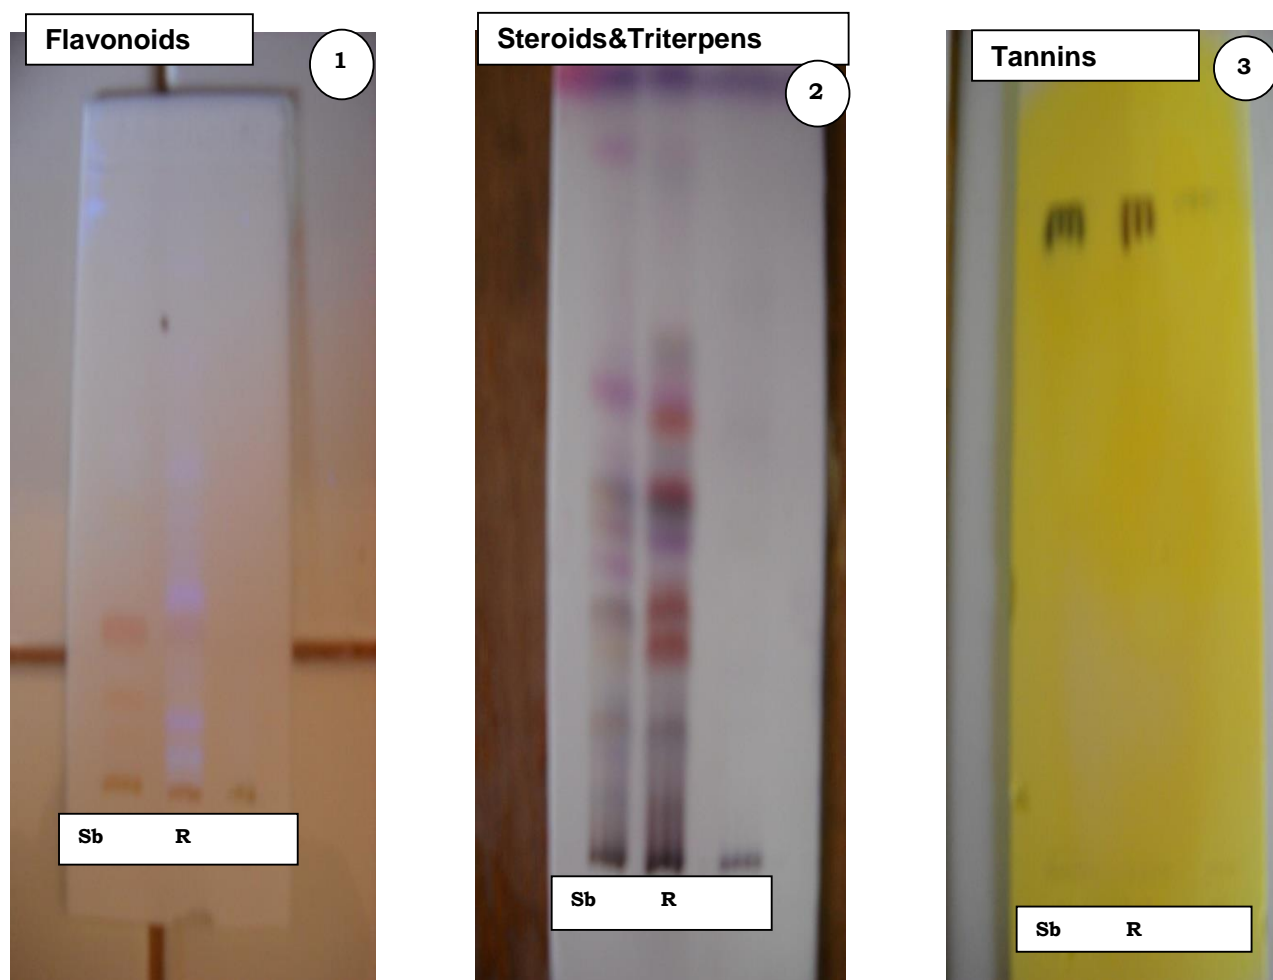 Flavonoids
1
Steroids&Triterpens
2
Tannins
3
Sb R
Sb R
Sb R